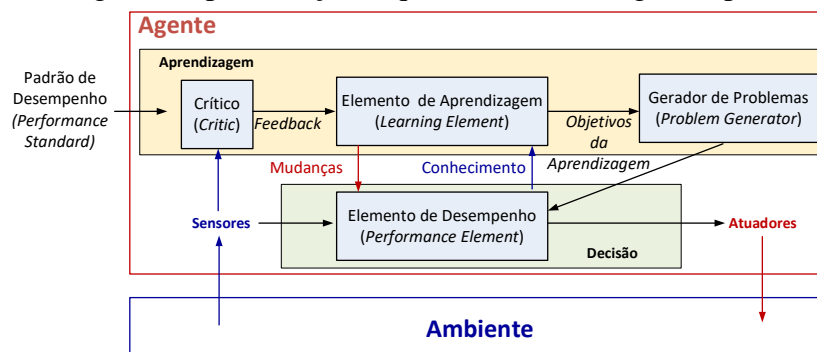 Agente
Aprendizagem
Padrão de
Desempenho
(Performance
Standard)
Crítico
(Critic)
Feedback
Elemento de Aprendizagem
(Learning Element)
Objetivos
da
Aprendizagem
Gerador de Problemas
(Problem Generator)
Mudanças
Conhecimento
Sensores
Elemento de Desempenho
(Performance Element)
Decisão
Atuadores
Ambiente